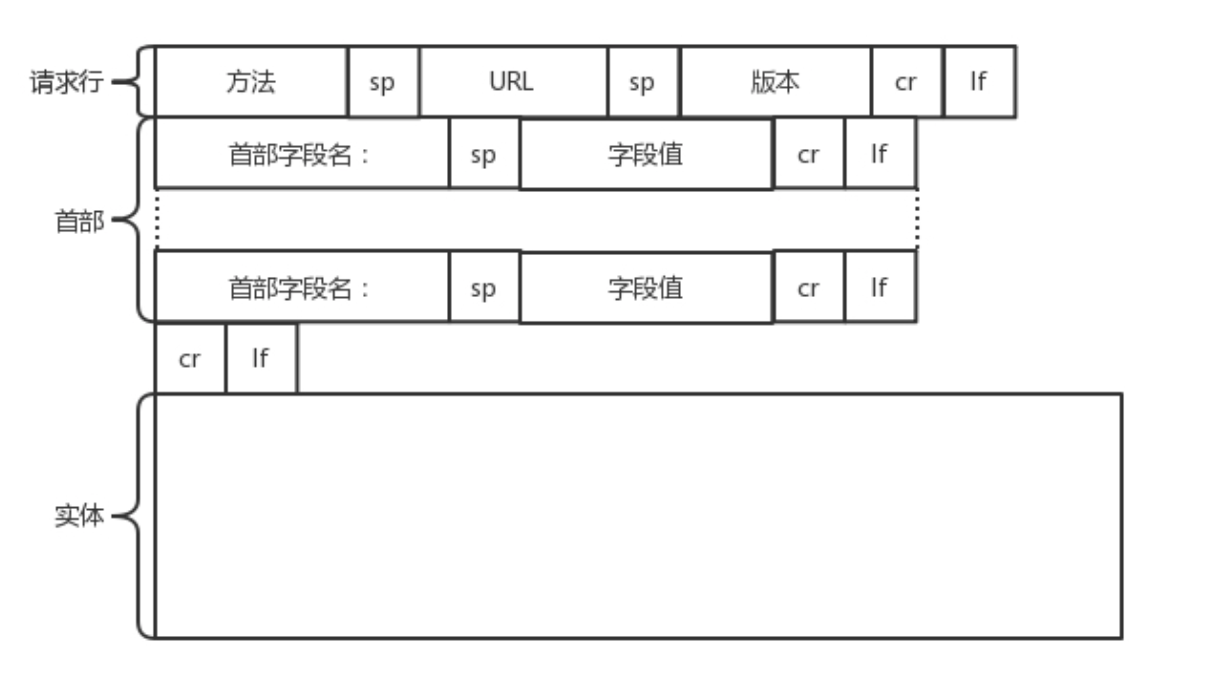 请求行 方法 sp URL sp 版本 cr lf
首部字段名： sp 字段值 cr lf
首部
首部字段名： sp 字段值 cr lf
cr lf
实体